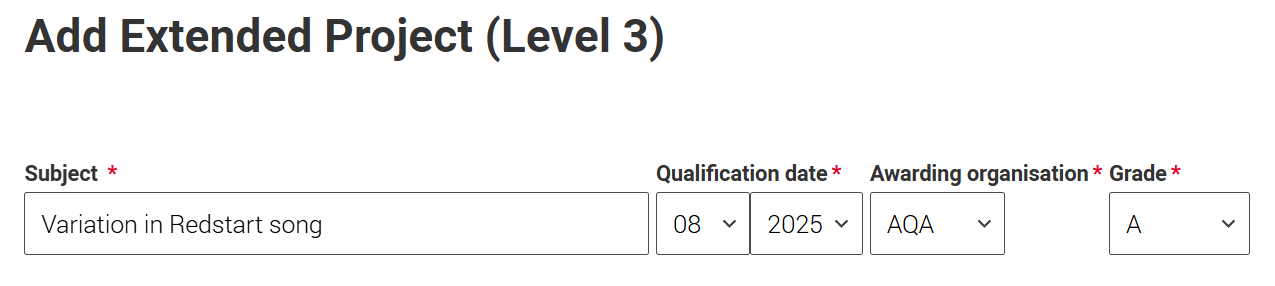 Add Extended Project (Level 3)
Subject * Qualification date * Awarding organisation * Grade *
Variation in Redstart song 08 2025 AQA A